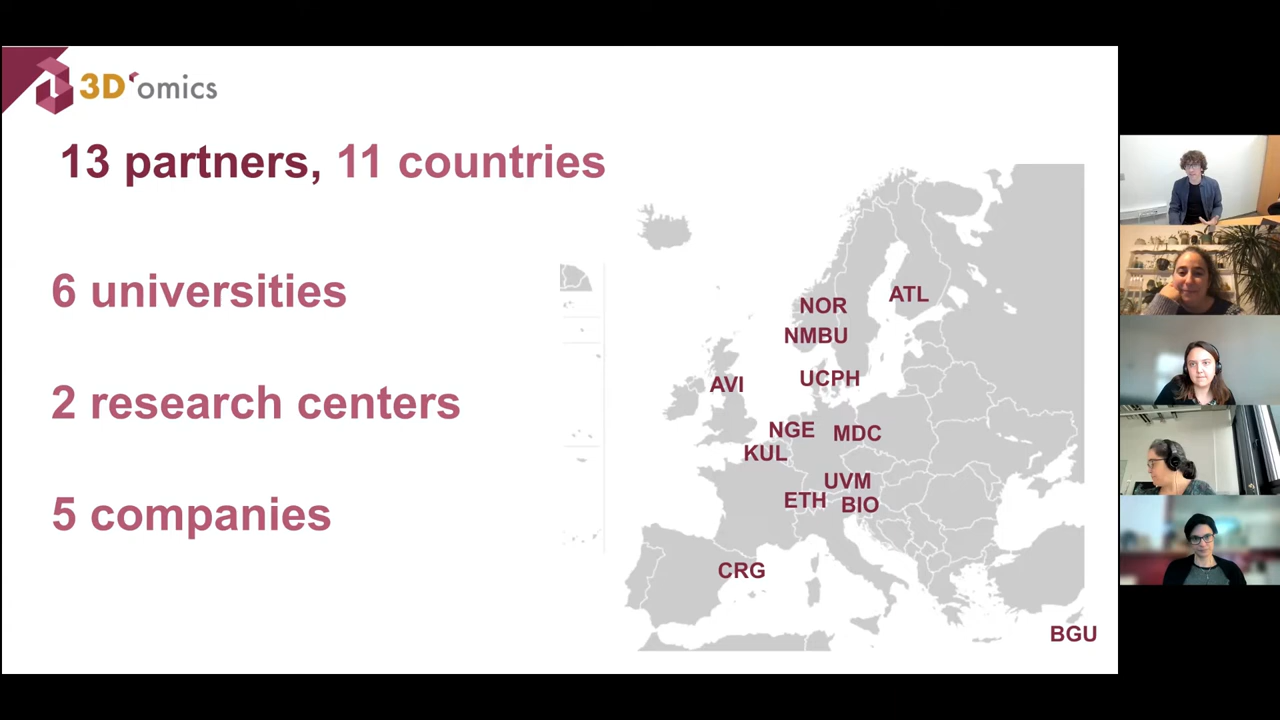 3D'omics
13 partners, 11 countries
6 universities
2 research centers
5 companies
NOR
ATL
NMBU
AVI
UCPH
NGE
MDC
KUL
UVM
ETH
BIO
CRG
BGU